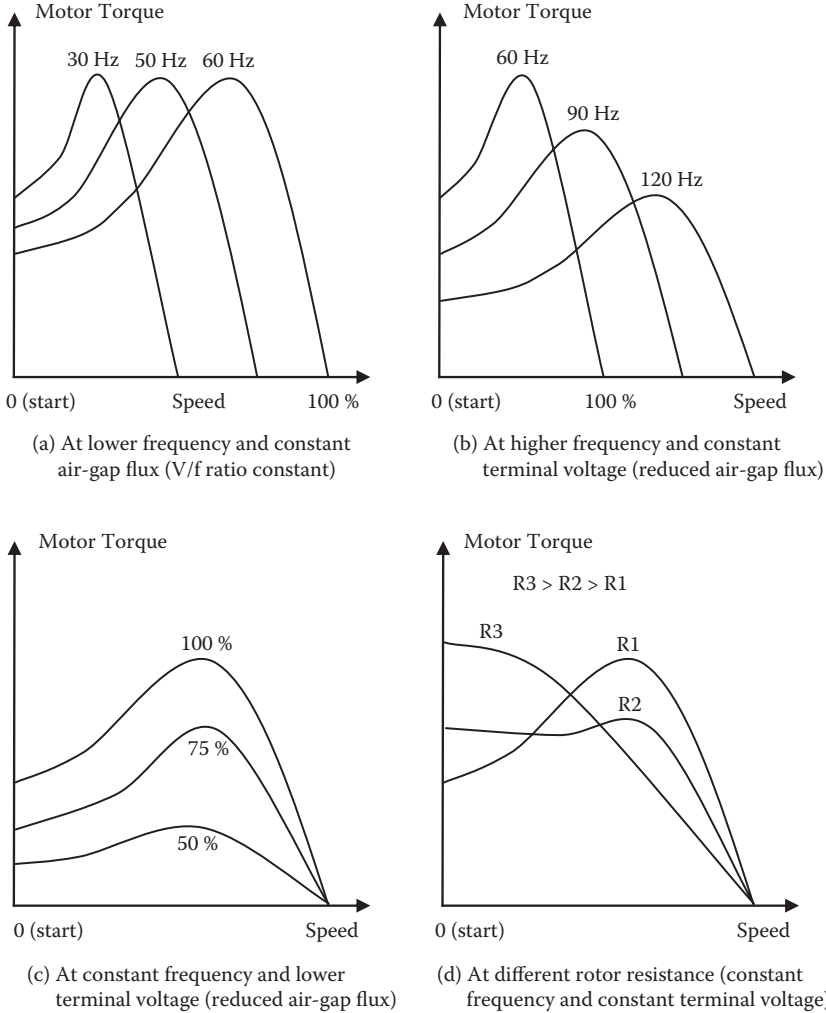 Motor Torque
30 Hz 50 Hz 60 Hz
0 (start) Speed 100 %
(a) At lower frequency and constant
air-gap flux (V/f ratio constant)
Motor Torque
60 Hz
90 Hz
120 Hz
0 (start) 100 % Speed
(b) At higher frequency and constant
terminal voltage (reduced air-gap flux)
Motor Torque
100 %
75 %
50 %
0 (start) Speed
(c) At constant frequency and lower
terminal voltage (reduced air-gap flux)
Motor Torque
R3 > R2 > R1
R3
R1
R2
0 (start) Speed
(d) At different rotor resistance (constant
frequency and constant terminal voltage)